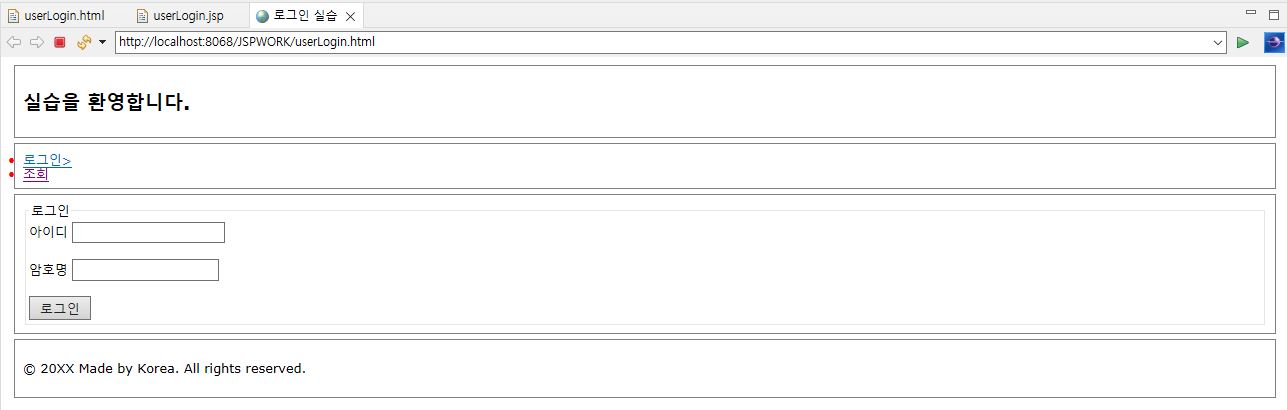 userLogin.html userLogin.jsp 로그인 실습
http://localhost:8068/JSPWORK/userLogin.html
실습을 환영합니다.
로그인>
조회
로그인
아이디
암호명
로그인
© 20XX Made by Korea. All rights reserved.